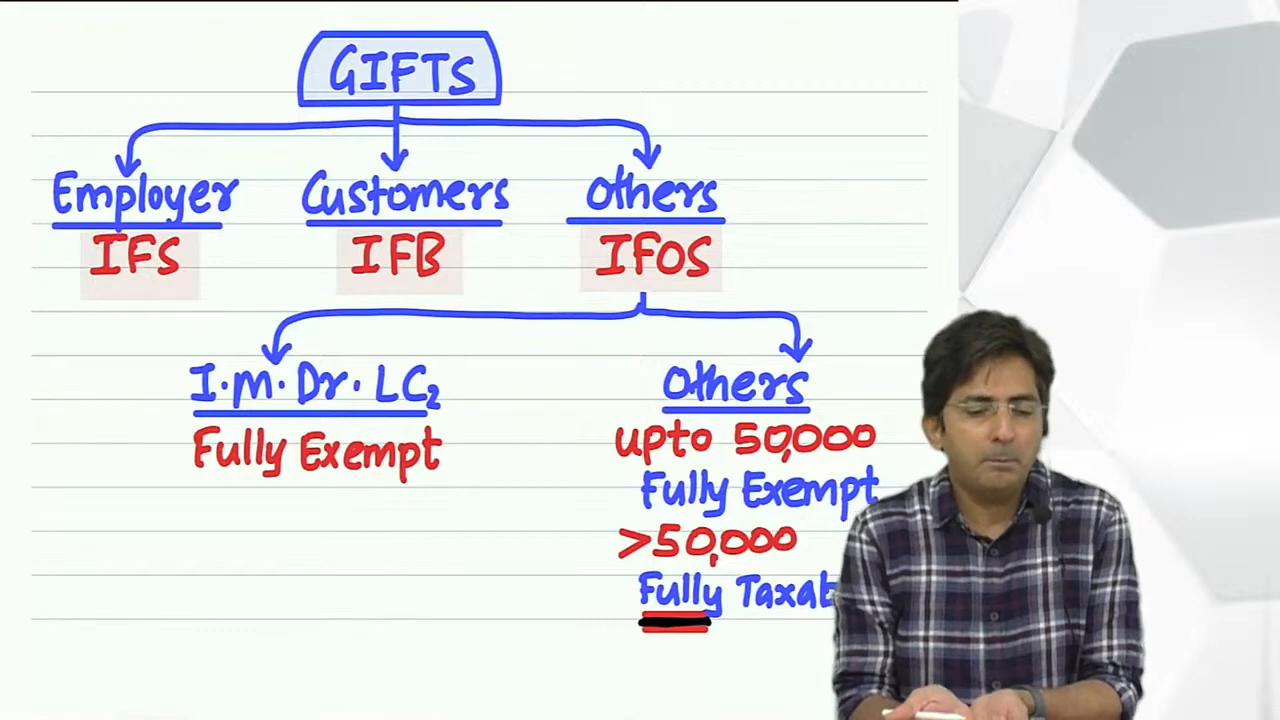 GIFTS
Employer Customers Others
IFS IFB IFOS
I.m.Dr.LC₂ Others
Fully Exempt upto 50,000
Fully Exempt
>50,000
Fully